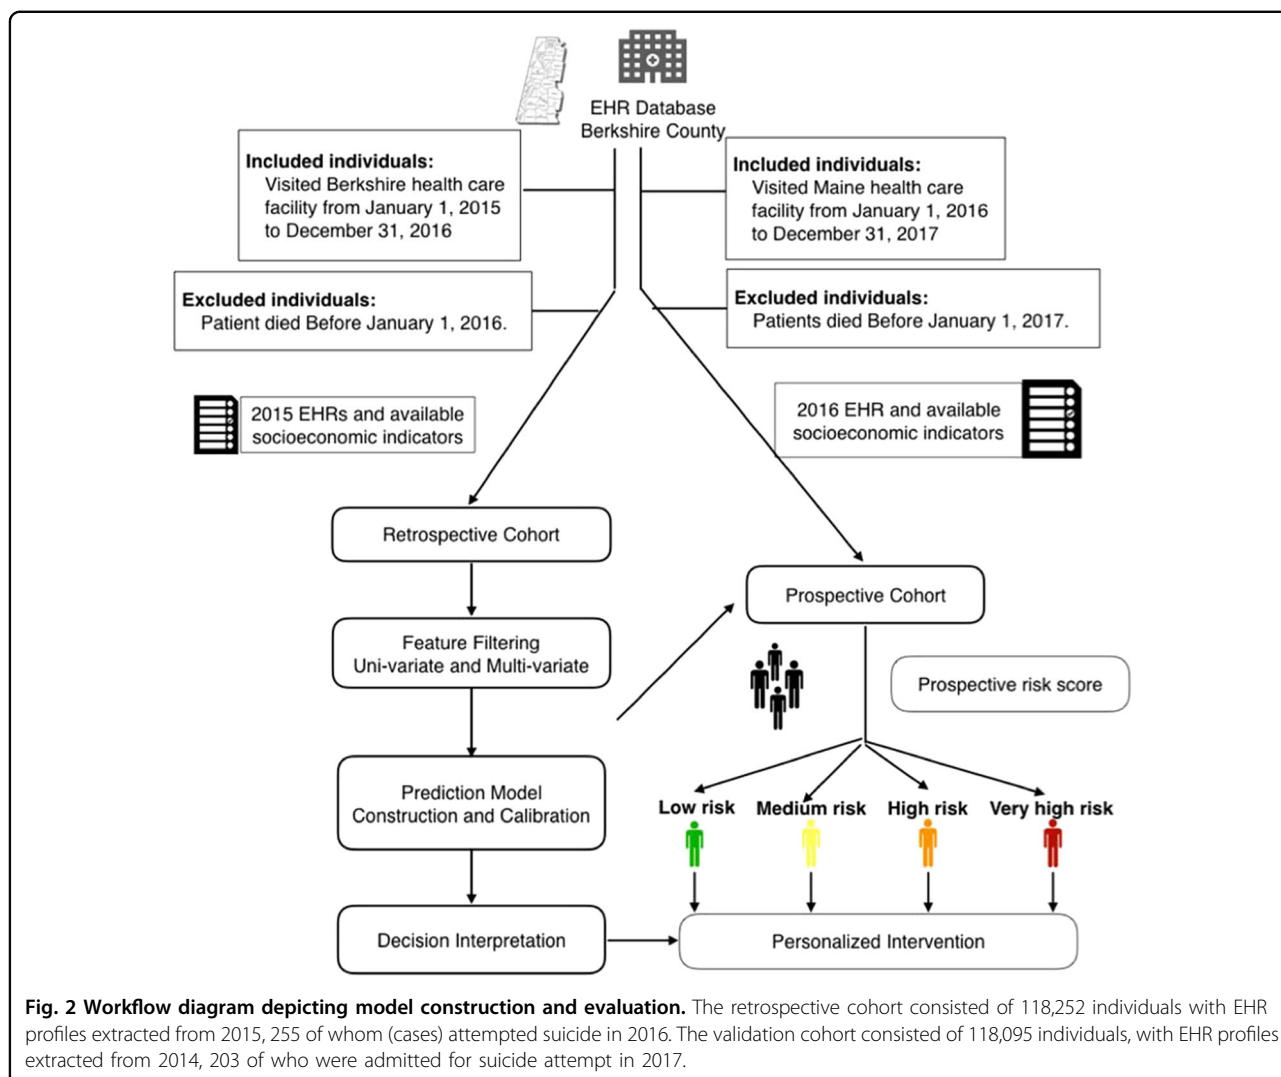 EHR Database
Berkshire County
Included individuals:
Visited Berkshire health care
facility from January 1, 2015
to December 31, 2016
Included individuals:
Visited Maine health care
facility from January 1, 2016
to December 31, 2017
Excluded individuals:
Patient died Before January 1, 2016.
Excluded individuals:
Patients died Before January 1, 2017.
2015 EHRs and available
socioeconomic indicators
2016 EHR and available
socioeconomic indicators
Retrospective Cohort
Feature Filtering
Uni-variate and Multi-variate
Prediction Model
Construction and Calibration
Decision Interpretation
Prospective Cohort
Prospective risk score
Low risk
Medium risk
High risk
Very high risk
Personalized Intervention
Fig. 2 Workflow diagram depicting model construction and evaluation. The retrospective cohort consisted of 118,252 individuals with EHR
profiles extracted from 2015, 255 of whom (cases) attempted suicide in 2016. The validation cohort consisted of 118,095 individuals, with EHR profiles
extracted from 2014, 203 of who were admitted for suicide attempt in 2017.